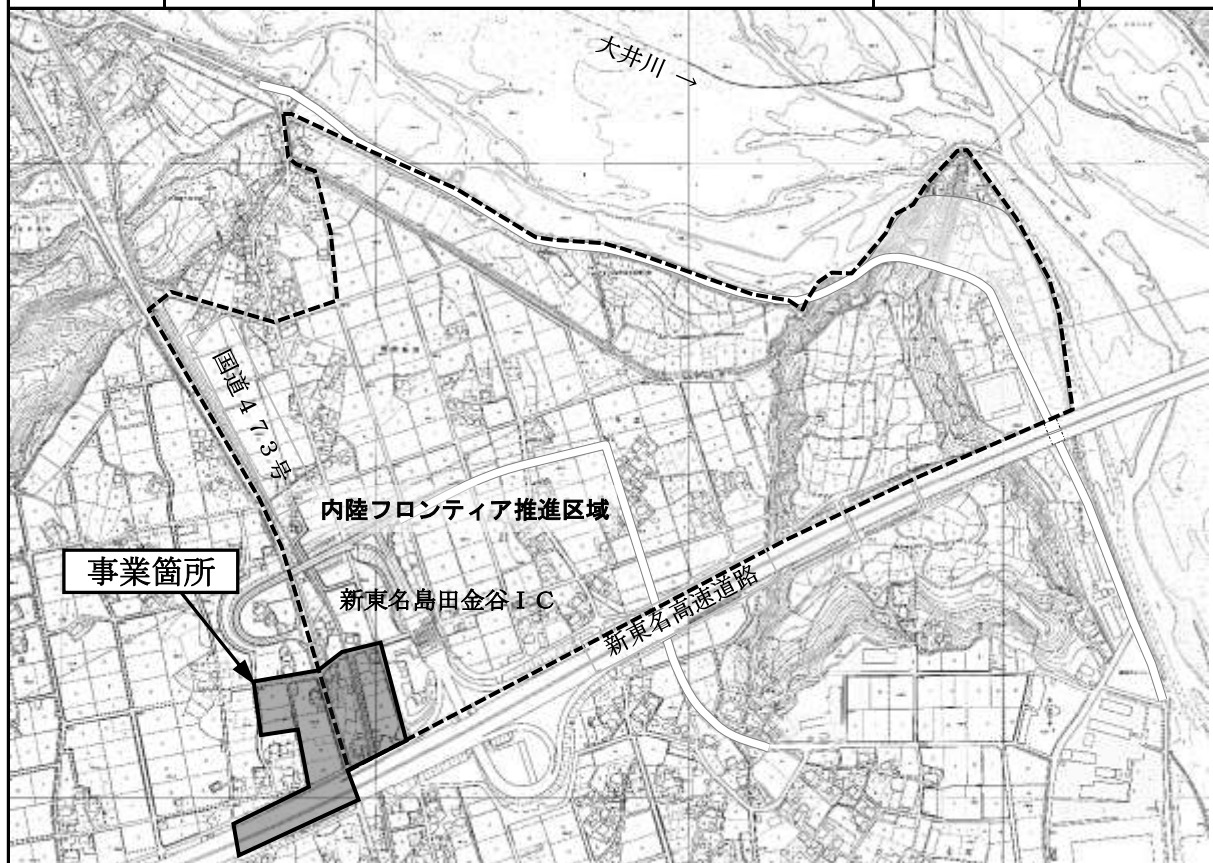 大井川 →
国道４７３号
内陸フロンティア推進区域
事業箇所
新東名島田金谷ＩＣ
新東名高速道路